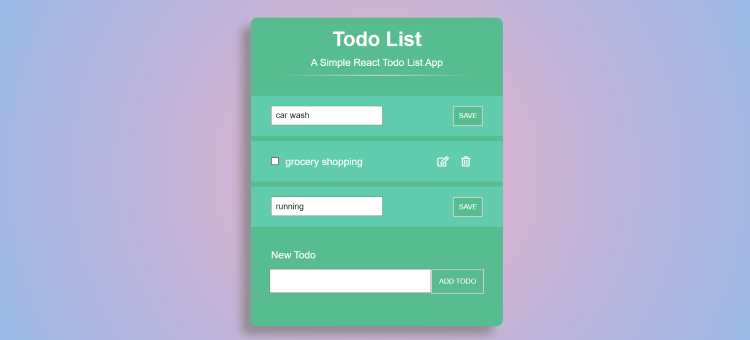 Todo List
A Simple React Todo List App
car wash SAVE
grocery shopping
running SAVE
New Todo
ADD TODO